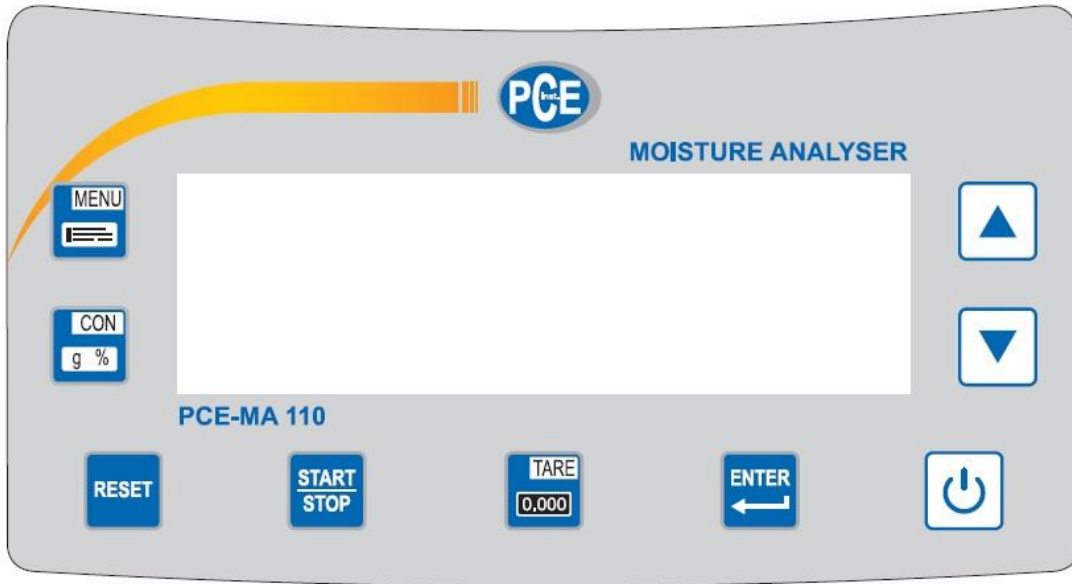 PCE
Inst.
MOISTURE ANALYSER
MENU
CON
g %
PCE-MA 110
RESET
START
STOP
TARE
0.000
ENTER